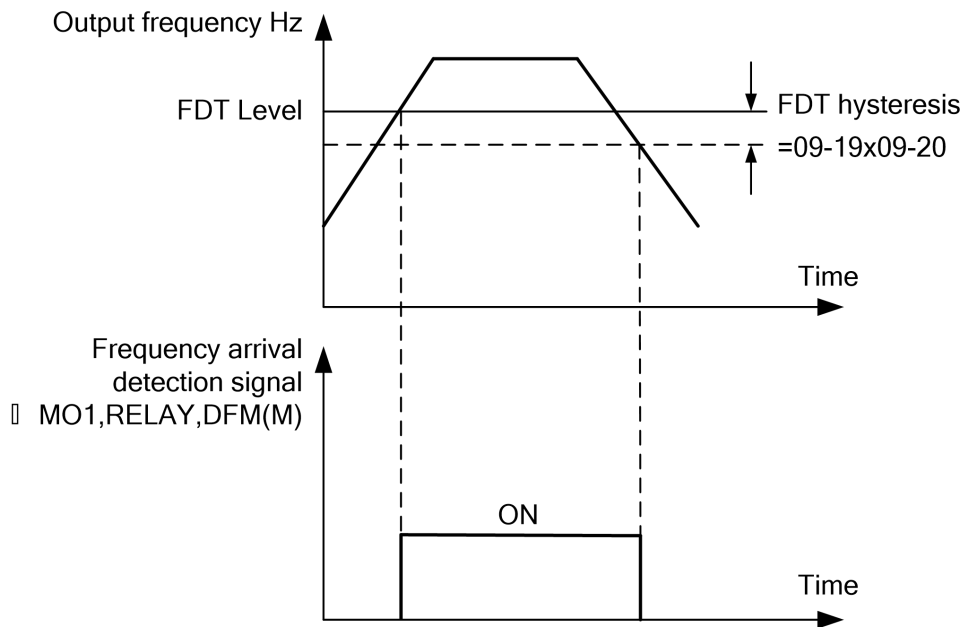 Output frequency Hz
FDT Level
FDT hysteresis
=09-19x09-20
Time
Frequency arrival
detection signal
MO1,RELAY,DFM(M)
ON
Time